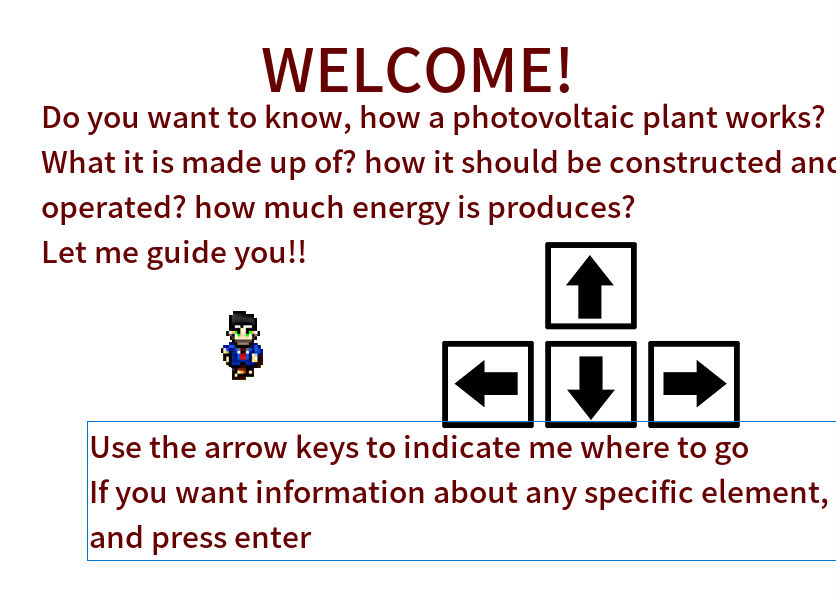 WELCOME!
Do you want to know, how a photovoltaic plant works?
What it is made up of? how it should be constructed and
operated? how much energy is produces?
Let me guide you!!
Use the arrow keys to indicate me where to go
If you want information about any specific element,
and press enter